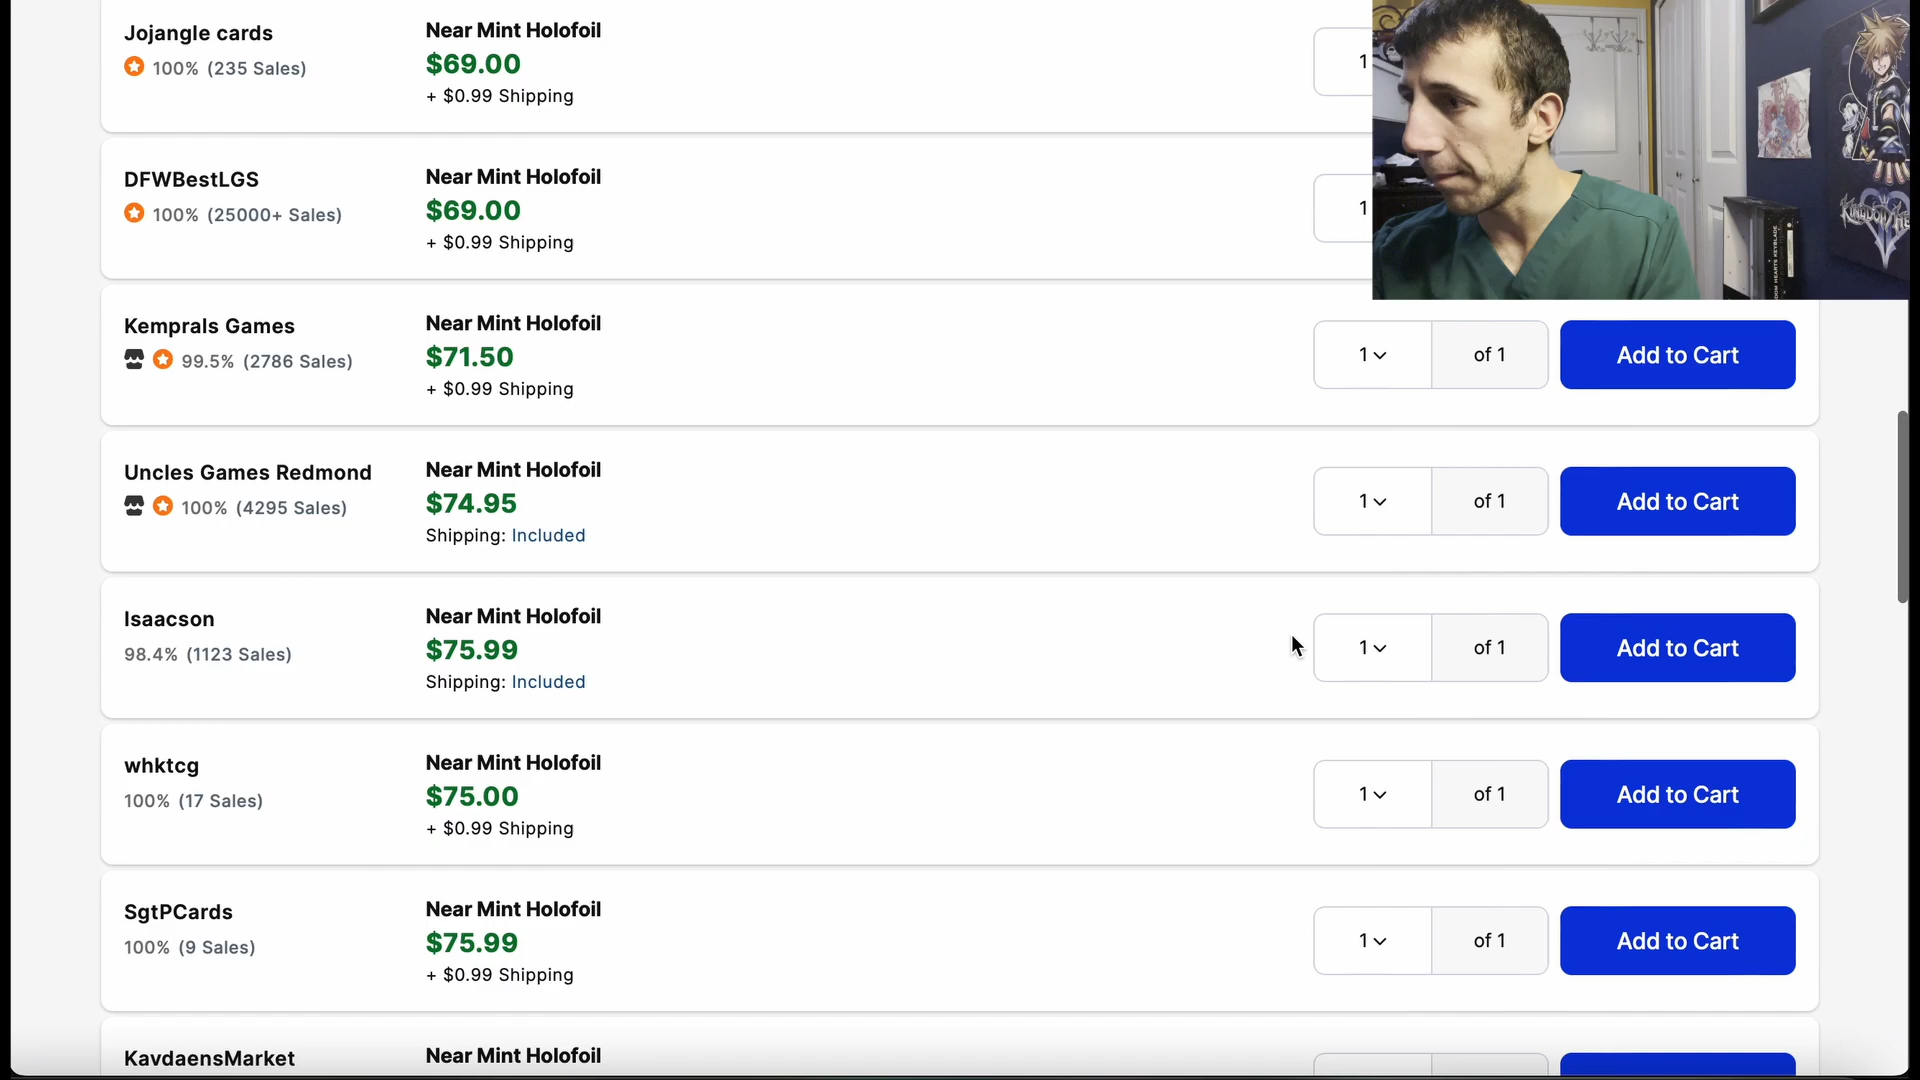 Jojangle cards
100% (235 Sales)
Near Mint Holofoil
$69.00
+ $0.99 Shipping
1
DFWBestLGS
100% (25000+ Sales)
Near Mint Holofoil
$69.00
+ $0.99 Shipping
1
Kemprals Games
99.5% (2786 Sales)
Near Mint Holofoil
$71.50
+ $0.99 Shipping
1
of 1
Add to Cart
Uncles Games Redmond
100% (4295 Sales)
Near Mint Holofoil
$74.95
Shipping: Included
1
of 1
Add to Cart
Isaacson
98.4% (1123 Sales)
Near Mint Holofoil
$75.99
Shipping: Included
1
of 1
Add to Cart
whktcg
100% (17 Sales)
Near Mint Holofoil
$75.00
+ $0.99 Shipping
1
of 1
Add to Cart
SgtPCards
100% (9 Sales)
Near Mint Holofoil
$75.99
+ $0.99 Shipping
1
of 1
Add to Cart
KavdaensMarket
Near Mint Holofoil
KINGDOM HE
DOM HEARTS KEYBLADE